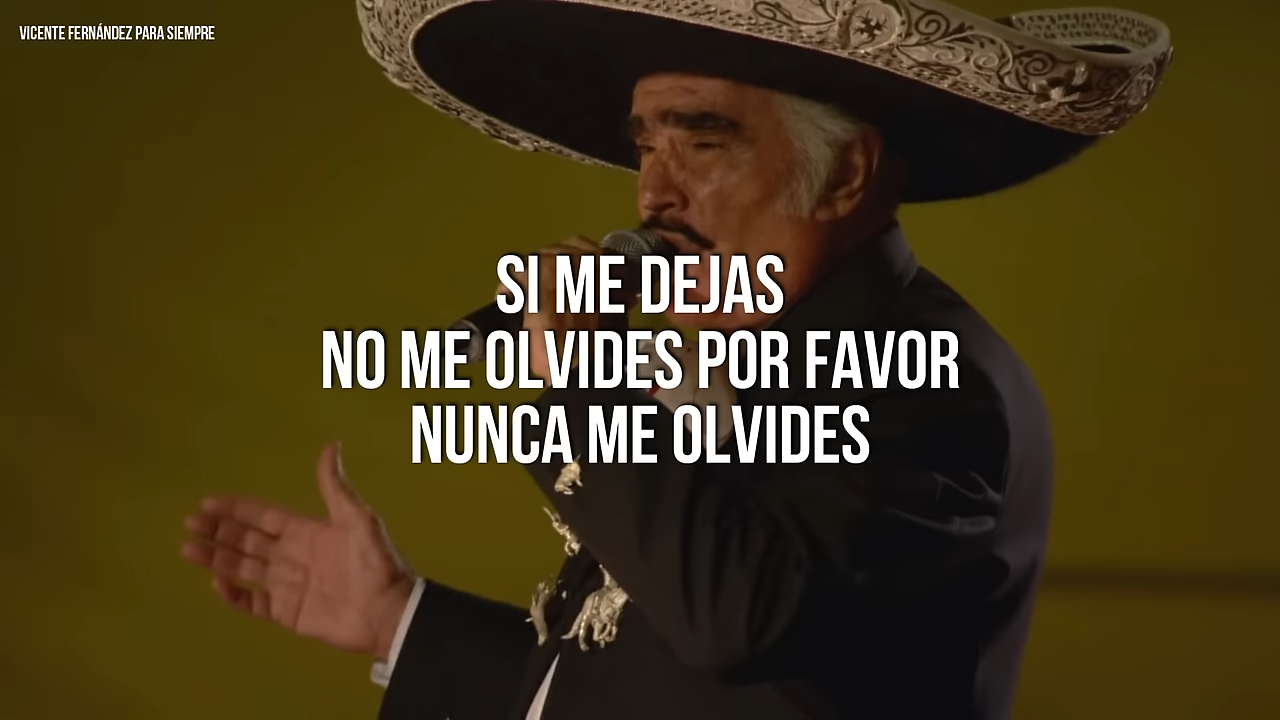 VICENTE FERNÁNDEZ PARA SIEMPRE
SI ME DEJAS
NO ME OLVIDES POR FAVOR
NUNCA ME OLVIDES